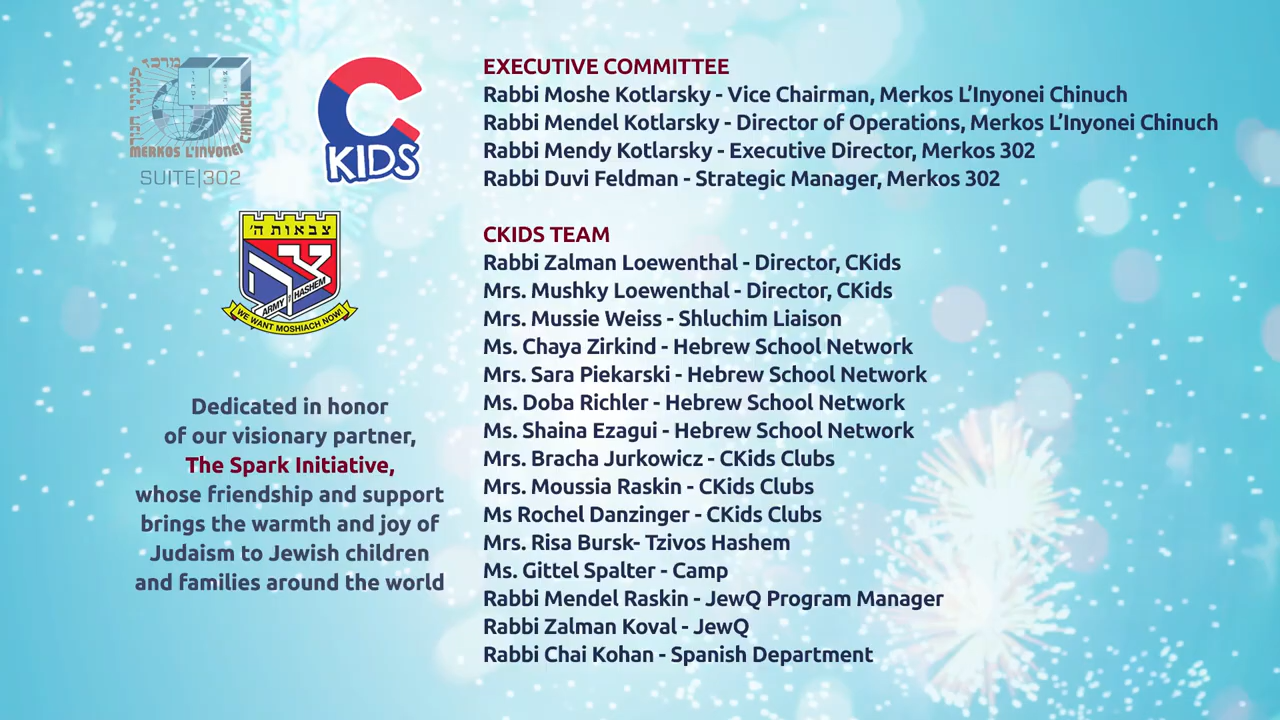 מרכז
לעניני חנוך
MERKOS L'INYONEI
CHINUCH
SUITE|302
C
KIDS
צבאות ה'
צ
ה
ARMY OF HASHEM
WE WANT MOSHIACH NOW!
Dedicated in honor
of our visionary partner,
The Spark Initiative,
whose friendship and support
brings the warmth and joy of
Judaism to Jewish children
and families around the world
EXECUTIVE COMMITTEE
Rabbi Moshe Kotlarsky - Vice Chairman, Merkos L’Inyonei Chinuch
Rabbi Mendel Kotlarsky - Director of Operations, Merkos L’Inyonei Chinuch
Rabbi Mendy Kotlarsky - Executive Director, Merkos 302
Rabbi Duvi Feldman - Strategic Manager, Merkos 302
CKIDS TEAM
Rabbi Zalman Loewenthal - Director, CKids
Mrs. Mushky Loewenthal - Director, CKids
Mrs. Mussie Weiss - Shluchim Liaison
Ms. Chaya Zirkind - Hebrew School Network
Mrs. Sara Piekarski - Hebrew School Network
Ms. Doba Richler - Hebrew School Network
Ms. Shaina Ezagui - Hebrew School Network
Mrs. Bracha Jurkowicz - CKids Clubs
Mrs. Moussia Raskin - CKids Clubs
Ms Rochel Danzinger - CKids Clubs
Mrs. Risa Bursk- Tzivos Hashem
Ms. Gittel Spalter - Camp
Rabbi Mendel Raskin - JewQ Program Manager
Rabbi Zalman Koval - JewQ
Rabbi Chai Kohan - Spanish Department